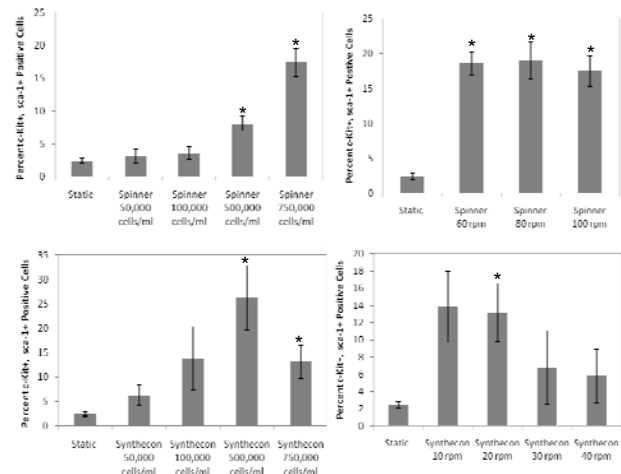 25
20
15
10
5
0
Percent c-Kit+, sca-1+ Positive Cells
*
*
Static Spinner Spinner Spinner Spinner
50,000 100,000 500,000 750,000
cells/ml cells/ml cells/ml cells/ml
25
20
15
10
5
0
Percent c-Kit+, sca-1+ Positive Cells
*
*
*
Static Spinner Spinner Spinner
60 rpm 80 rpm 100 rpm
35
30
25
20
15
10
5
0
Percent c-Kit+, sca-1+ Positive Cells
*
*
Static Synthecon Synthecon Synthecon Synthecon
50,000 100,000 500,000 750,000
cells/ml cells/ml cells/ml cells/ml
20
18
16
14
12
10
8
6
4
2
0
Percent c-Kit+, sca-1+ Positive Cells
*
Static Synthecon Synthecon Synthecon Synthecon
10 rpm 20 rpm 30 rpm 40 rpm